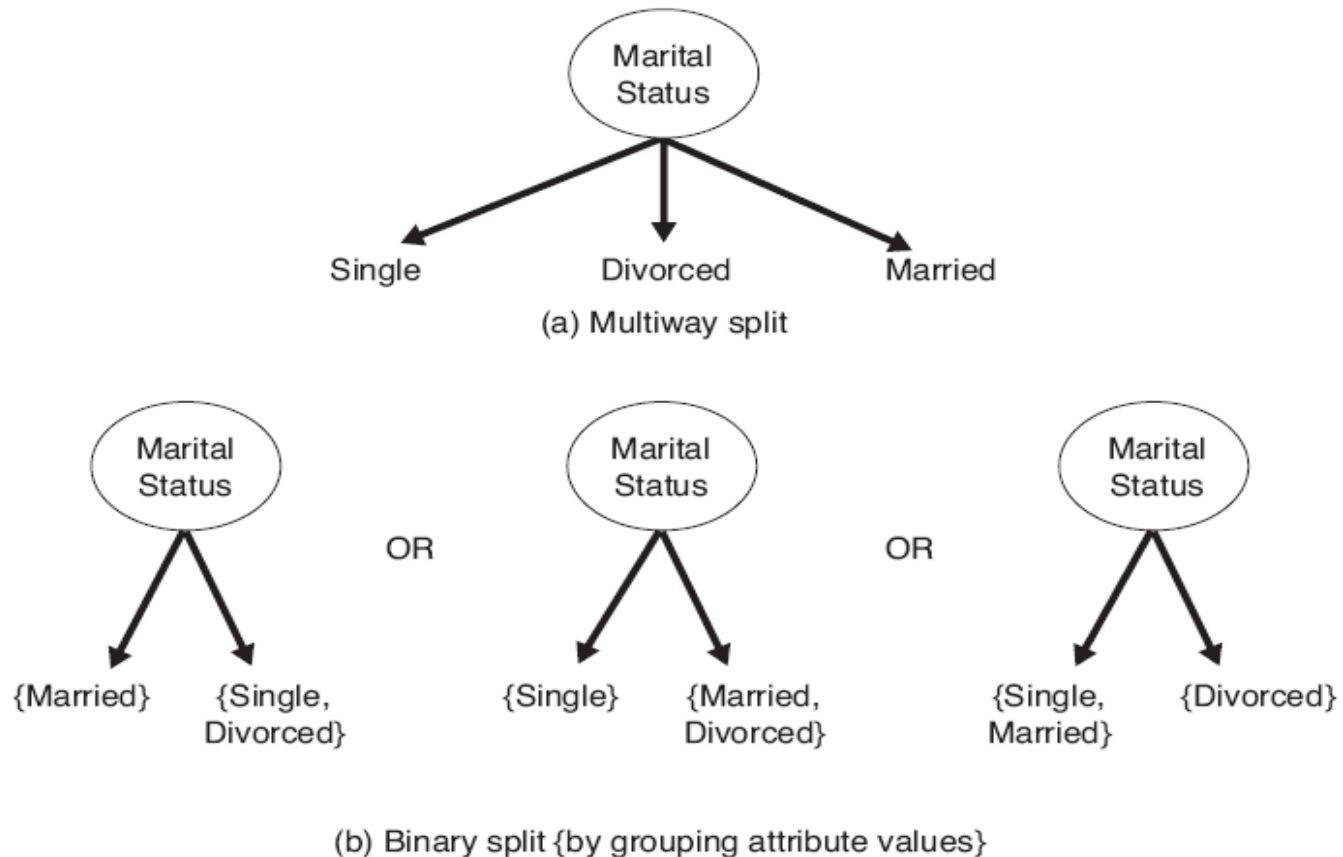 Marital
Status
Single Divorced Married
(a) Multiway split
Marital Marital Marital
Status Status Status
OR OR
{Married} {Single, {Single} {Married, {Single, {Divorced}
Divorced} Divorced} Married}
(b) Binary split {by grouping attribute values}